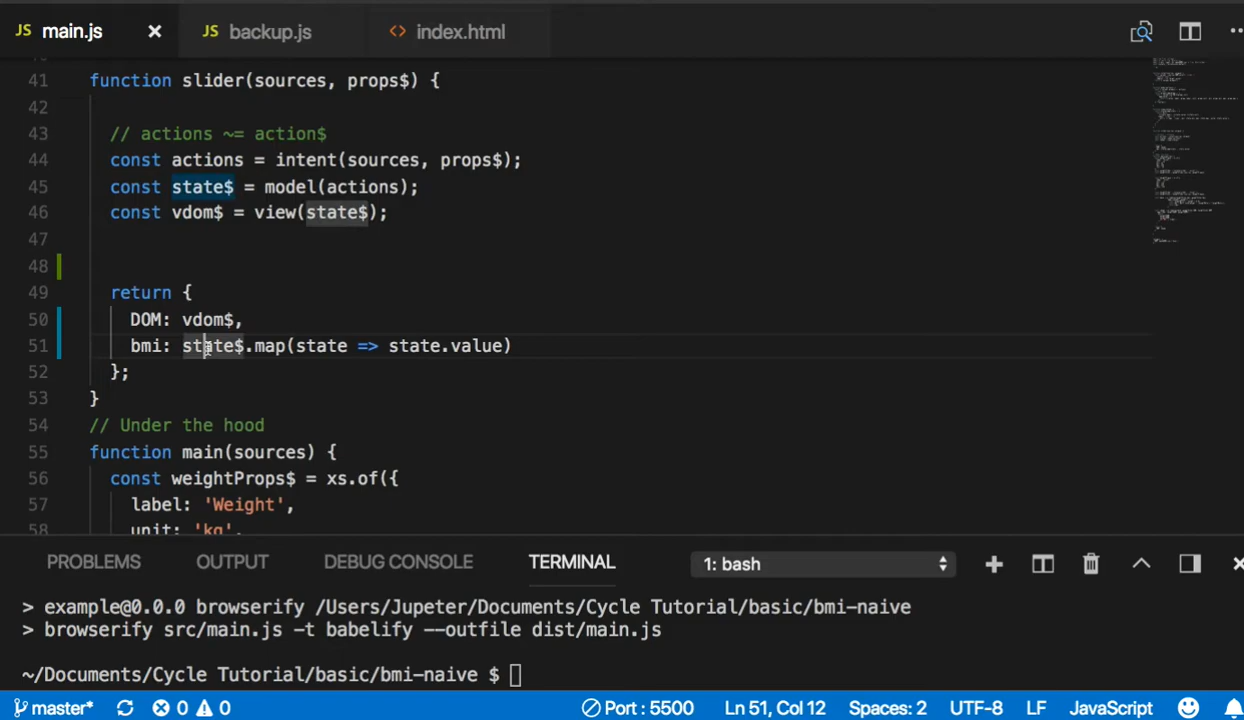 JS main.js × JS backup.js <> index.html
41 function slider(sources, props$) {
42
43 // actions ~= action$
44 const actions = intent(sources, props$);
45 const state$ = model(actions);
46 const vdom$ = view(state$);
47
48
49 return {
50 DOM: vdom$,
51 bmi: state$.map(state => state.value)
52 };
53 }
54 // Under the hood
55 function main(sources) {
56 const weightProps$ = xs.of({
57 label: 'Weight',
58 unit: 'kg',
PROBLEMS OUTPUT DEBUG CONSOLE TERMINAL 1: bash
> example@0.0.0 browserify /Users/Jupeter/Documents/Cycle Tutorial/basic/bmi-naive
> browserify src/main.js -t babelify --outfile dist/main.js
~/Documents/Cycle Tutorial/basic/bmi-naive $
master* 0 0 Port : 5500 Ln 51, Col 12 Spaces: 2 UTF-8 LF JavaScript